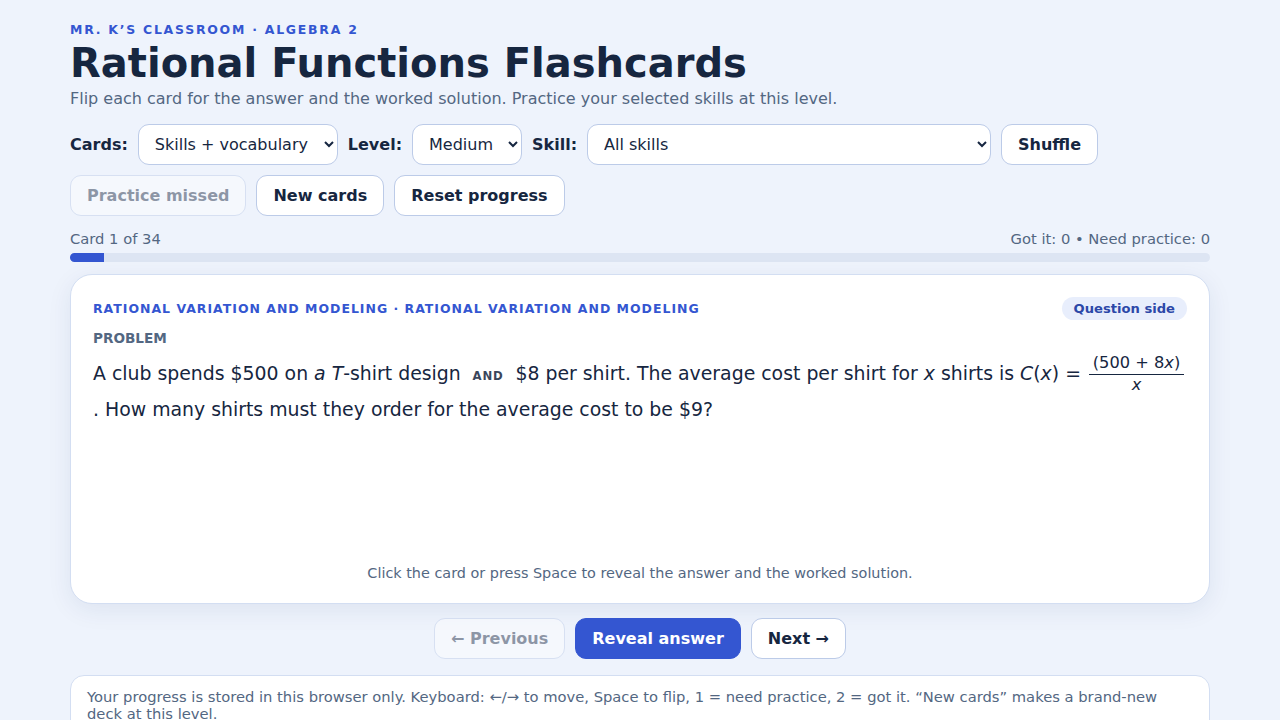 MR. K’S CLASSROOM · ALGEBRA 2
Rational Functions Flashcards
Flip each card for the answer and the worked solution. Practice your selected skills at this level.
Cards: Skills + vocabulary Level: Medium Skill: All skills Shuffle
Practice missed New cards Reset progress
Card 1 of 34 Got it: 0 • Need practice: 0
RATIONAL VARIATION AND MODELING · RATIONAL VARIATION AND MODELING Question side
PROBLEM
A club spends $500 on a T-shirt design AND $8 per shirt. The average cost per shirt for x shirts is C(x) = (500 + 8x)/x
. How many shirts must they order for the average cost to be $9?
Click the card or press Space to reveal the answer and the worked solution.
← Previous Reveal answer Next →
Your progress is stored in this browser only. Keyboard: ←/→ to move, Space to flip, 1 = need practice, 2 = got it. “New cards” makes a brand-new
deck at this level.